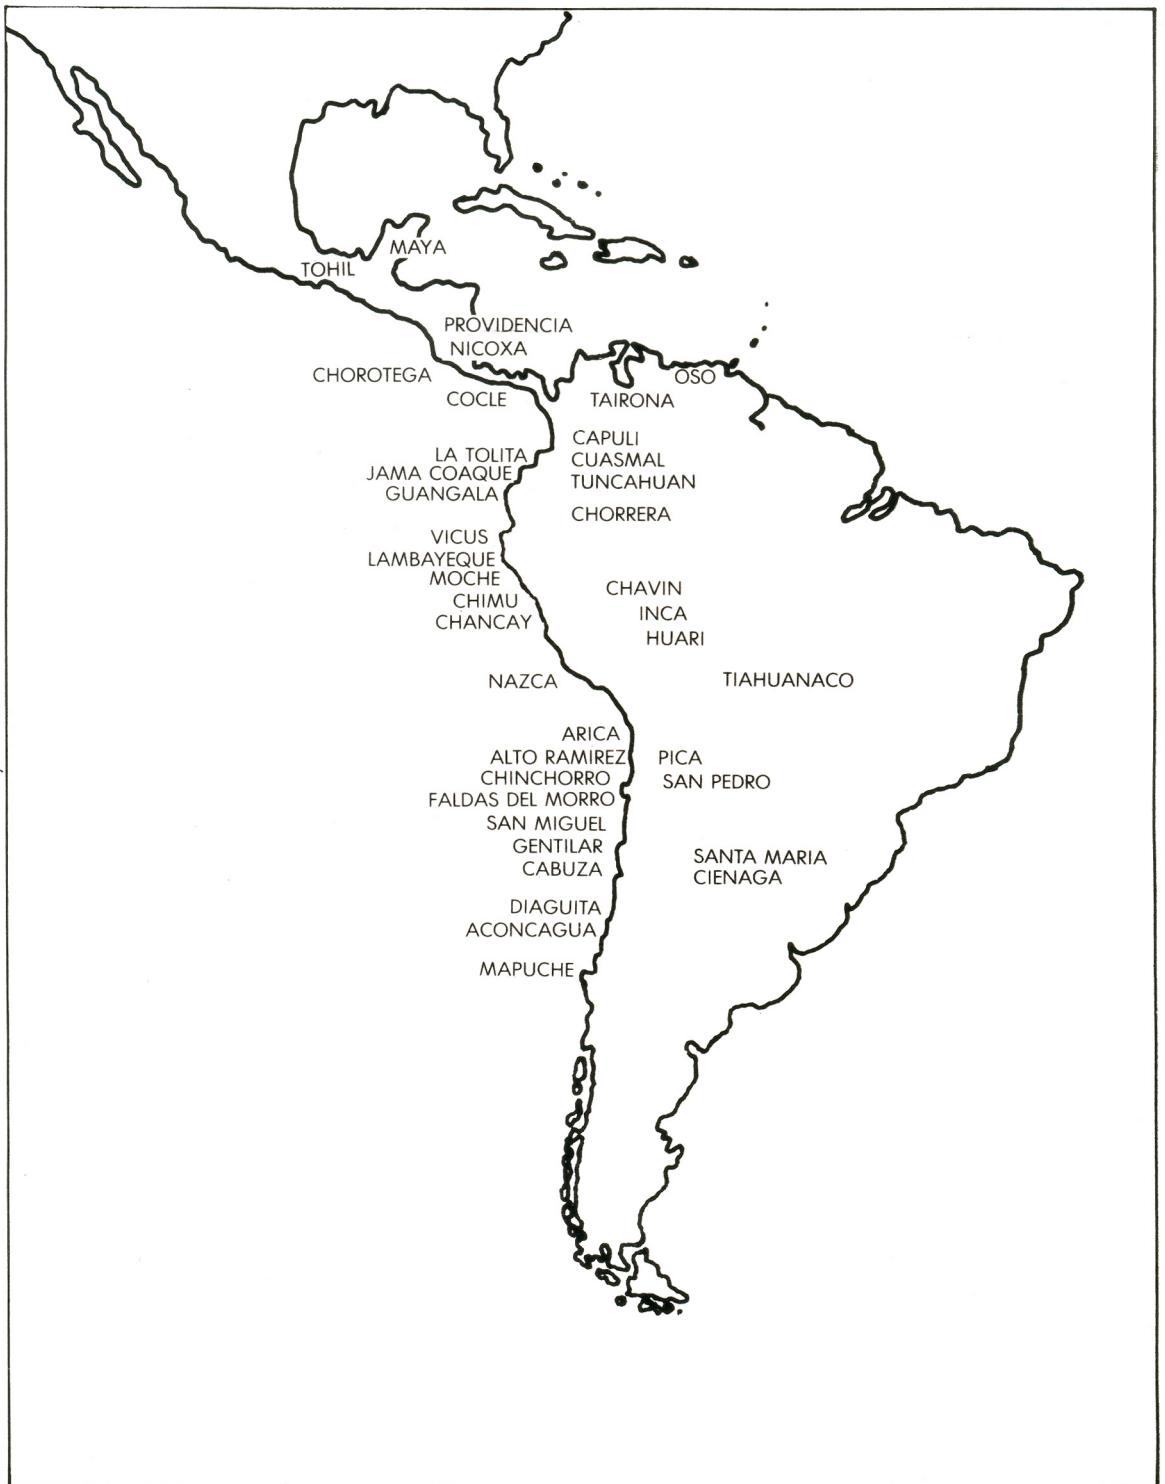 MAYA
TOHIL
PROVIDENCIA
NICOXA
CHOROTEGA
OSO
COCLE
TAIRONA
CAPULI
LA TOLITA
CUASMAL
JAMA COAQUE
TUNCAHUAN
GUANGALA
CHORRERA
VICUS
LAMBAYEQUE
MOCHE
CHAVIN
CHIMU
INCA
CHANCAY
HUARI
NAZCA
TIAHUANACO
ARICA
ALTO RAMIREZ
PICA
CHINCHORRO
SAN PEDRO
FALDAS DEL MORRO
SAN MIGUEL
GENTILAR
SANTA MARIA
CABUZA
CIENAGA
DIAGUITA
ACONCAGUA
MAPUCHE